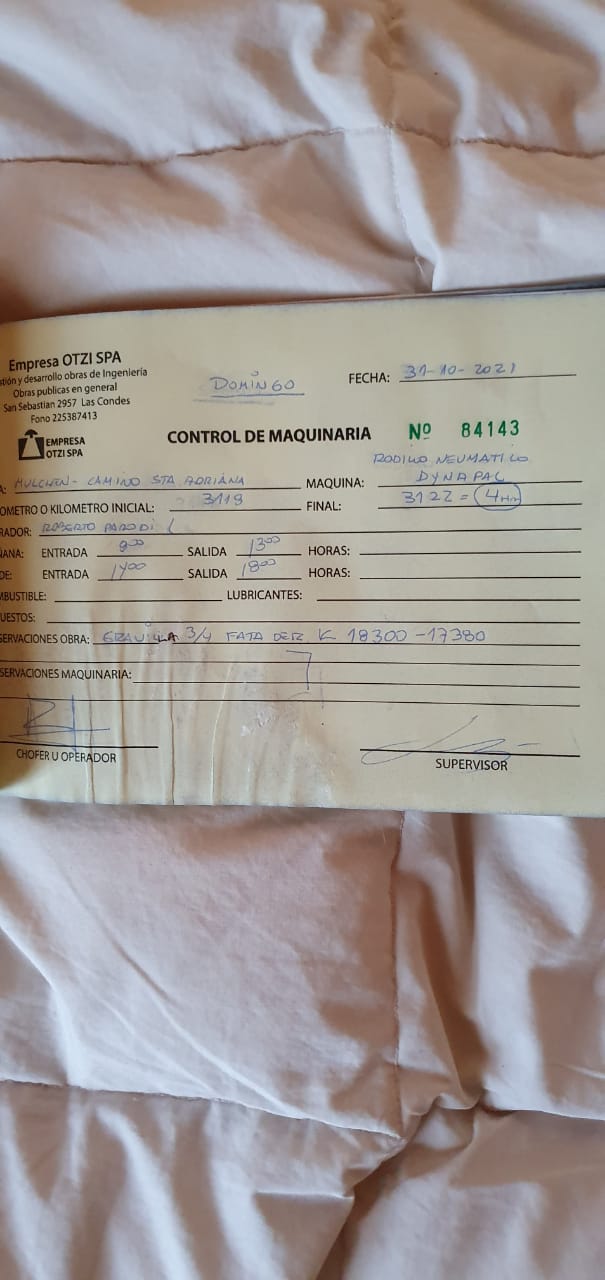 Empresa OTZI SPA
stión y desarrollo obras de Ingeniería
Obras publicas en general
San Sebastian 2957 Las Condes
Fono 225387413
EMPRESA
OTZI SPA
DOMINGO
FECHA: 31-10-2021
CONTROL DE MAQUINARIA
Nº 84143
A: MULCHEN - CAMINO STA ADRIANA
MAQUINA: RODILLO NEUMATICO
DYNAPAC
OMETRO O KILOMETRO INICIAL: 3118
FINAL: 3122 = 4 Hrs
RADOR: ROBERTO PARODI
ÑANA: ENTRADA 9:00 SALIDA 13:00 HORAS:
DE: ENTRADA 1400 SALIDA 18:00 HORAS:
MBUSTIBLE: LUBRICANTES:
UESTOS:
SERVACIONES OBRA: GRAVILLA 3/4 FATA DER. K 18300 - 17380
SERVACIONES MAQUINARIA:
CHOFER U OPERADOR
SUPERVISOR